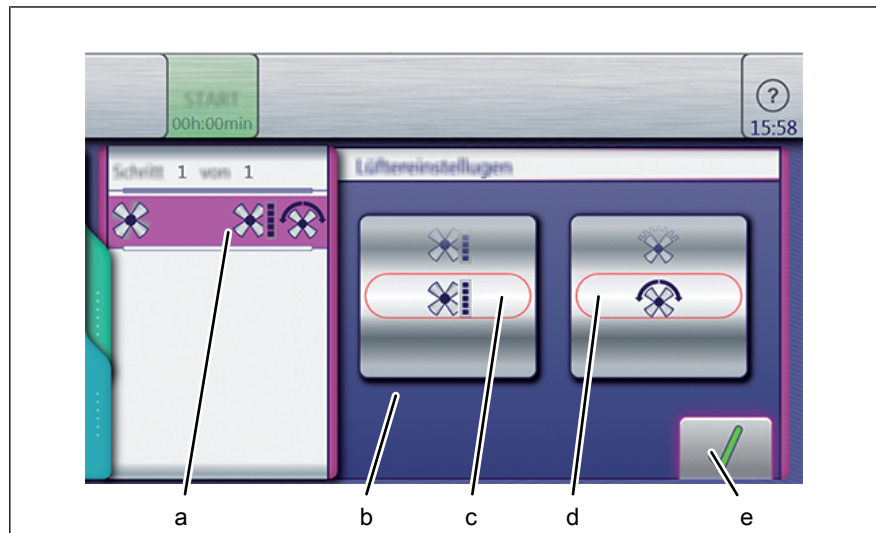 START
00h:00min
?
15:58
Schritt 1 von 1
Lüftereinstellugen
a
b
c
d
e